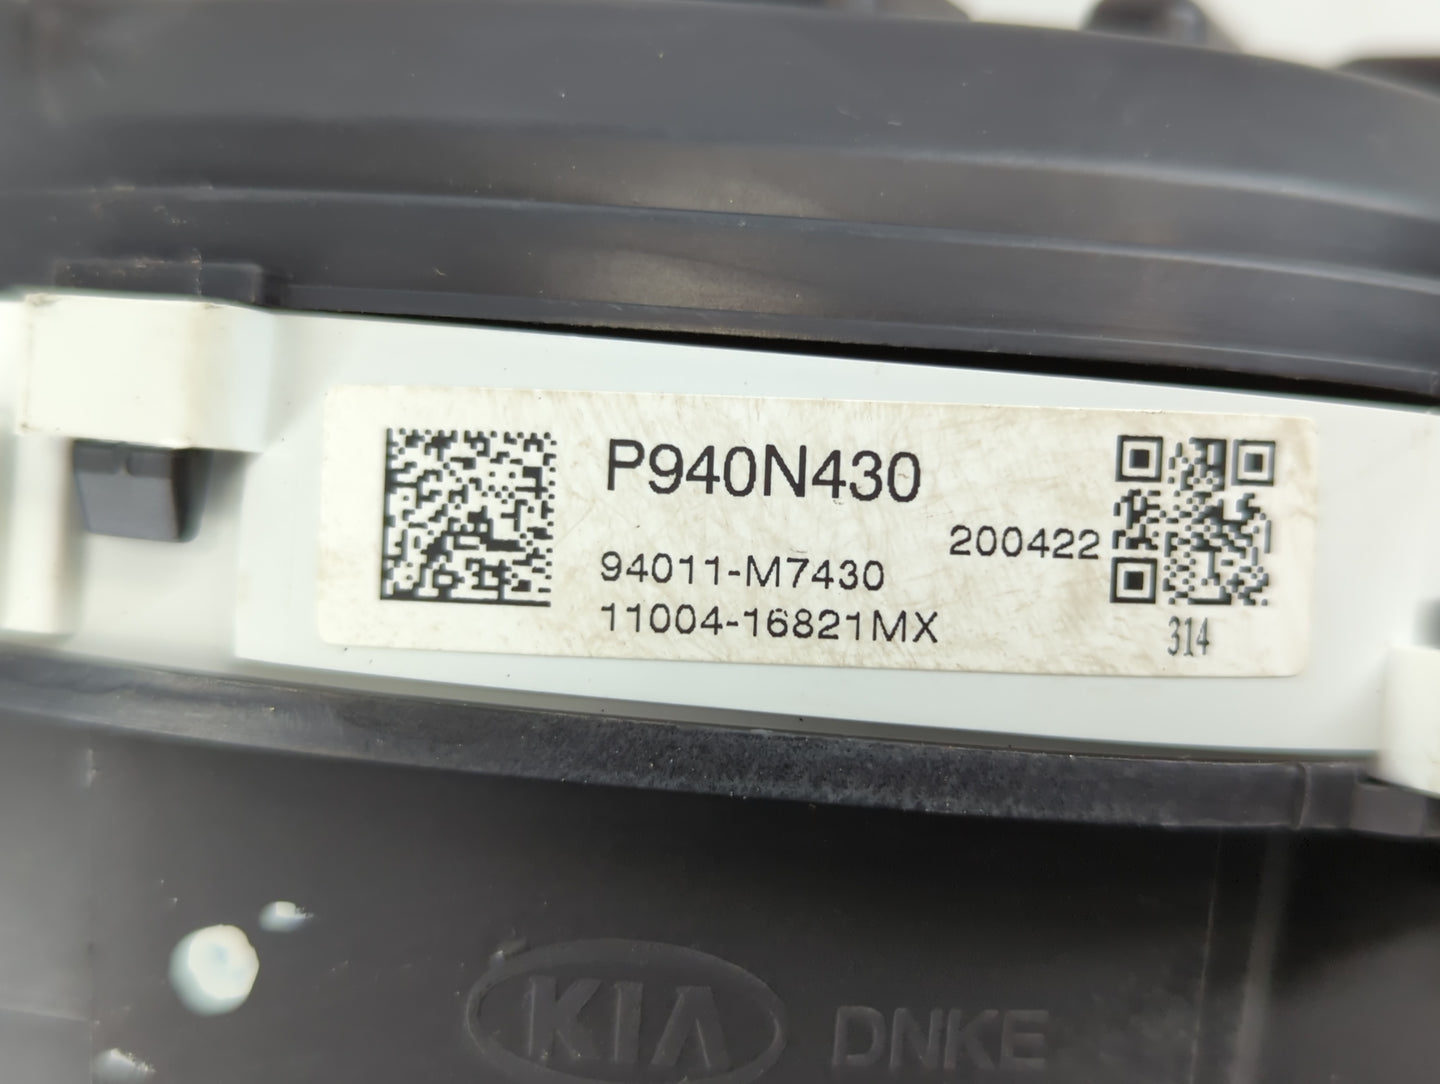 P940N430
200422
94011-M7430
11004-16821MX
314
KIA DNKE